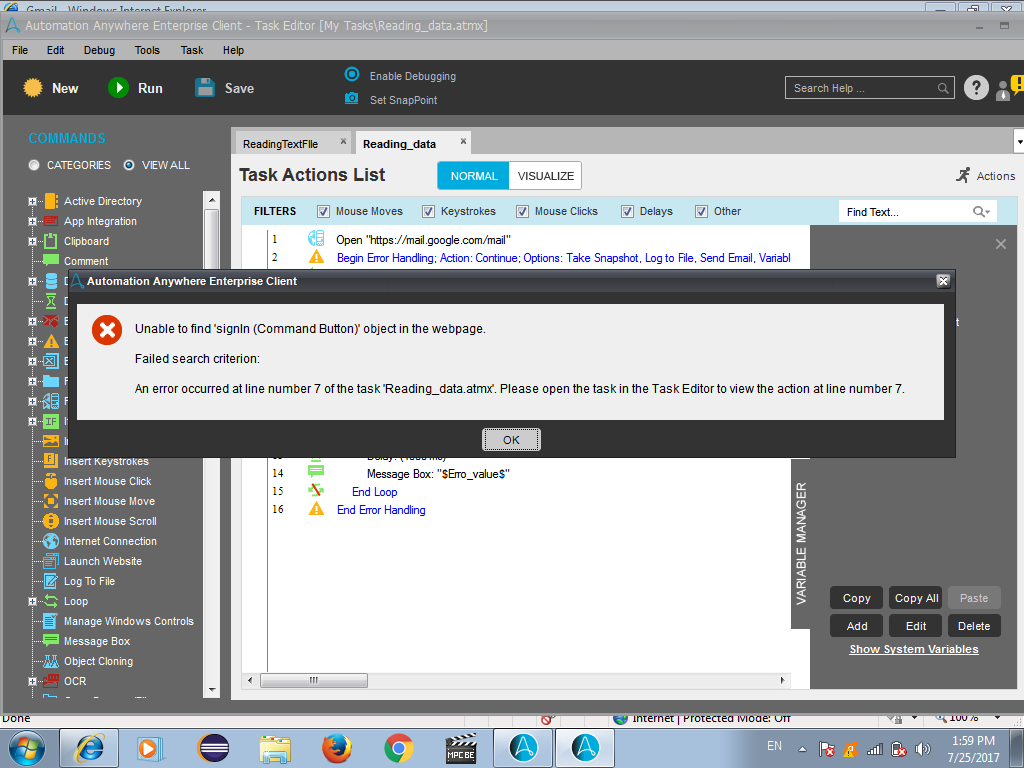 Gmail - Windows Internet Explorer
Automation Anywhere Enterprise Client - Task Editor [My Tasks\Reading_data.atmx]
File Edit Debug Tools Task Help
New Run Save
Enable Debugging
Set SnapPoint
Search Help ...
COMMANDS
CATEGORIES VIEW ALL
Active Directory
App Integration
Clipboard
Comment
Insert Keystrokes
Insert Mouse Click
Insert Mouse Move
Insert Mouse Scroll
Internet Connection
Launch Website
Log To File
Loop
Manage Windows Controls
Message Box
Object Cloning
OCR
ReadingTextFIle Reading_data
Task Actions List NORMAL VISUALIZE Actions
FILTERS Mouse Moves Keystrokes Mouse Clicks Delays Other Find Text...
1 Open "https://mail.google.com/mail"
2 Begin Error Handling; Action: Continue; Options: Take Snapshot, Log to File, Send Email, Variabl
Automation Anywhere Enterprise Client
Unable to find 'signIn (Command Button)' object in the webpage.
Failed search criterion:
An error occurred at line number 7 of the task 'Reading_data.atmx'. Please open the task in the Task Editor to view the action at line number 7.
OK
14 Message Box: "$Erro_value$"
15 End Loop
16 End Error Handling
VARIABLE MANAGER
Copy Copy All Paste
Add Edit Delete
Show System Variables
Done Internet | Protected Mode: Off 100%
MPC BE
EN
1:59 PM
7/25/2017